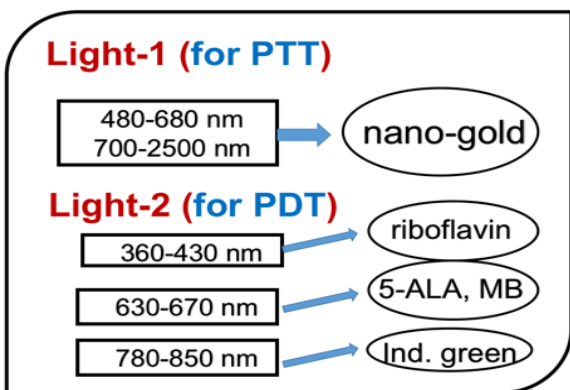 Light-1 (for PTT)
480-680 nm
700-2500 nm
nano-gold
Light-2 (for PDT)
360-430 nm
riboflavin
630-670 nm
5-ALA, MB
780-850 nm
Ind. green